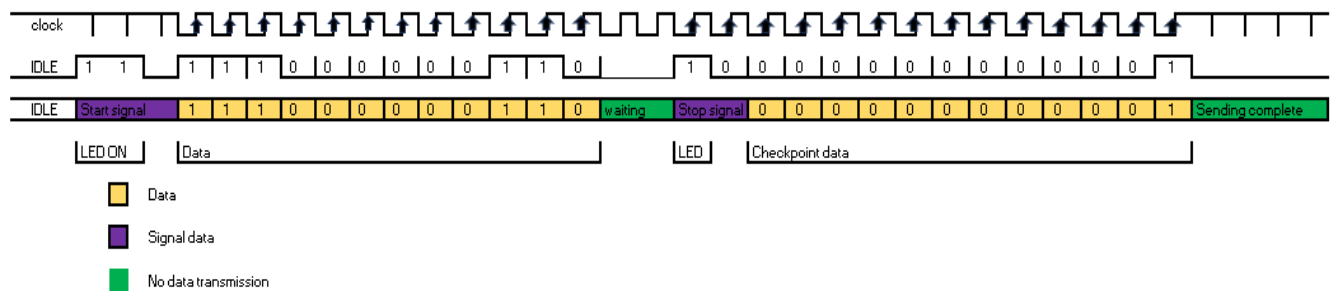 clock
IDLE 1 1 1 1 1 0 0 0 0 0 0 1 1 0 1 0 0 0 0 0 0 0 0 0 0 0 0 0 1
IDLE Start signal 1 1 1 0 0 0 0 0 0 1 1 0 waiting Stop signal 0 0 0 0 0 0 0 0 0 0 0 1 Sending complete
LED ON Data LED Checkpoint data
Data
Signal data
No data transmission